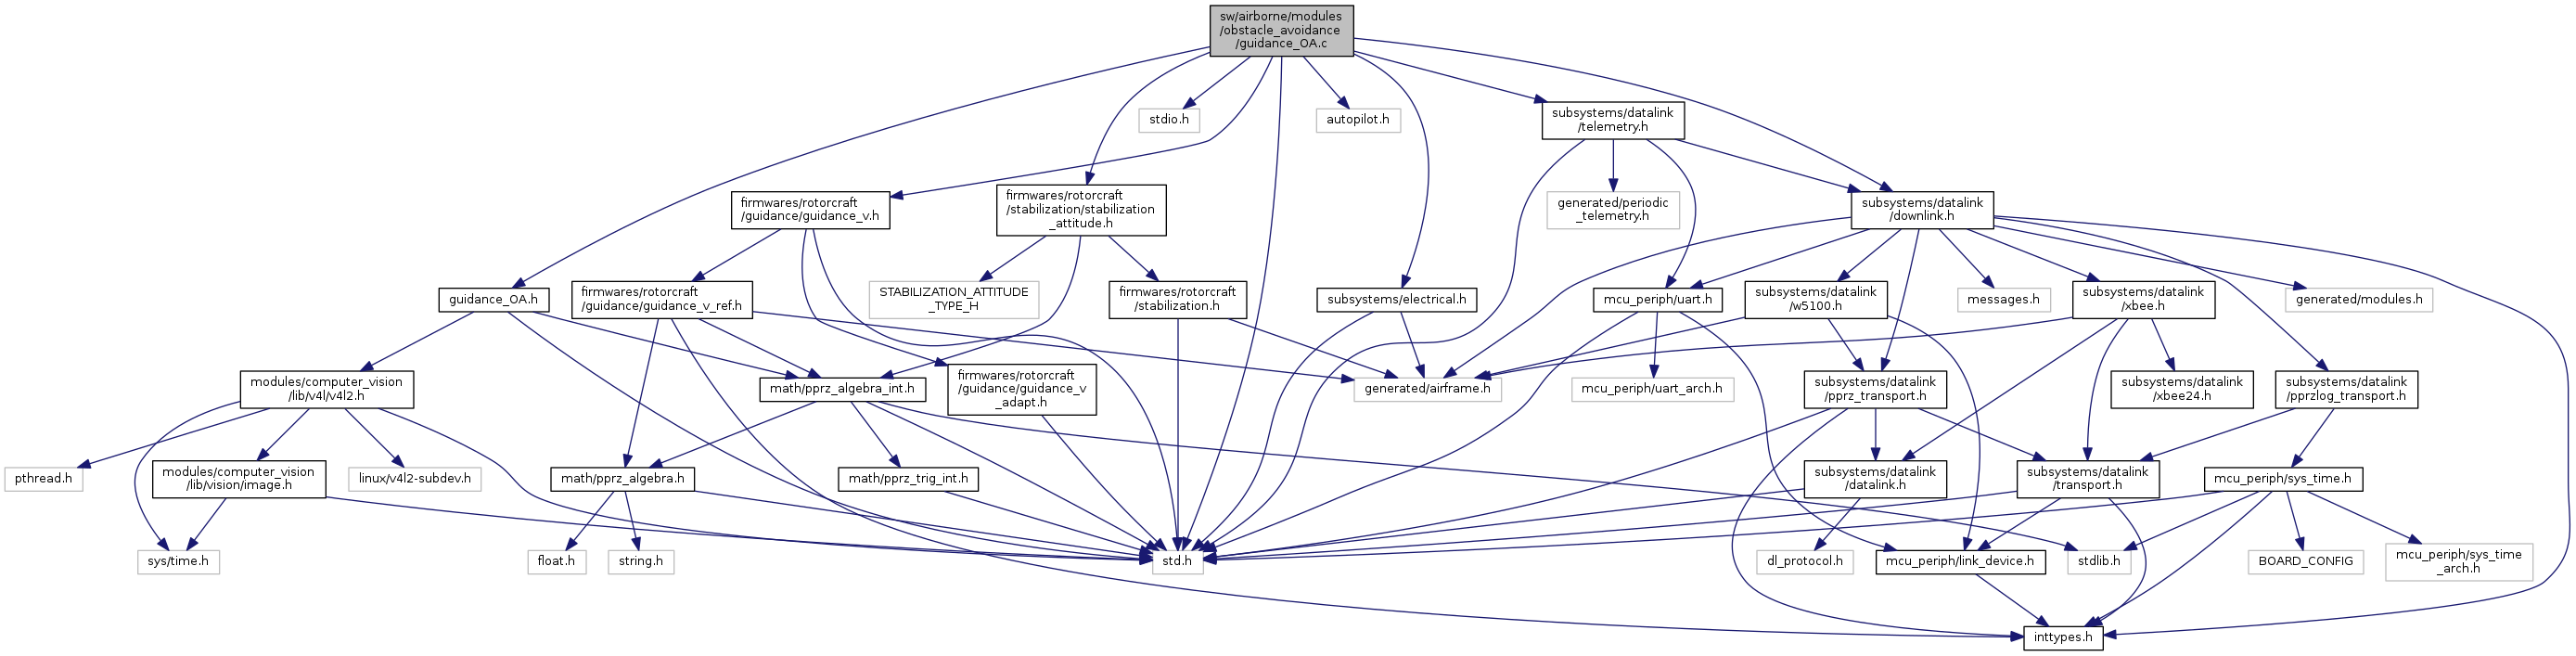 sw/airborne/modules
/obstacle_avoidance
/guidance_OA.c
stdio.h
autopilot.h
subsystems/datalink
/telemetry.h
firmwares/rotorcraft
/guidance/guidance_v.h
firmwares/rotorcraft
/stabilization/stabilization
_attitude.h
generated/periodic
_telemetry.h
subsystems/datalink
/downlink.h
guidance_OA.h
firmwares/rotorcraft
/guidance/guidance_v_ref.h
STABILIZATION_ATTITUDE
_TYPE_H
firmwares/rotorcraft
/stabilization.h
subsystems/electrical.h
mcu_periph/uart.h
subsystems/datalink
/w5100.h
messages.h
subsystems/datalink
/xbee.h
generated/modules.h
modules/computer_vision
/lib/v4l/v4l2.h
math/pprz_algebra_int.h
firmwares/rotorcraft
/guidance/guidance_v
_adapt.h
generated/airframe.h
mcu_periph/uart_arch.h
subsystems/datalink
/pprz_transport.h
subsystems/datalink
/xbee24.h
subsystems/datalink
/pprzlog_transport.h
pthread.h
modules/computer_vision
/lib/vision/image.h
linux/v4l2-subdev.h
math/pprz_algebra.h
math/pprz_trig_int.h
subsystems/datalink
/datalink.h
subsystems/datalink
/transport.h
mcu_periph/sys_time.h
sys/time.h
float.h
string.h
std.h
dl_protocol.h
mcu_periph/link_device.h
stdlib.h
BOARD_CONFIG
mcu_periph/sys_time
_arch.h
inttypes.h